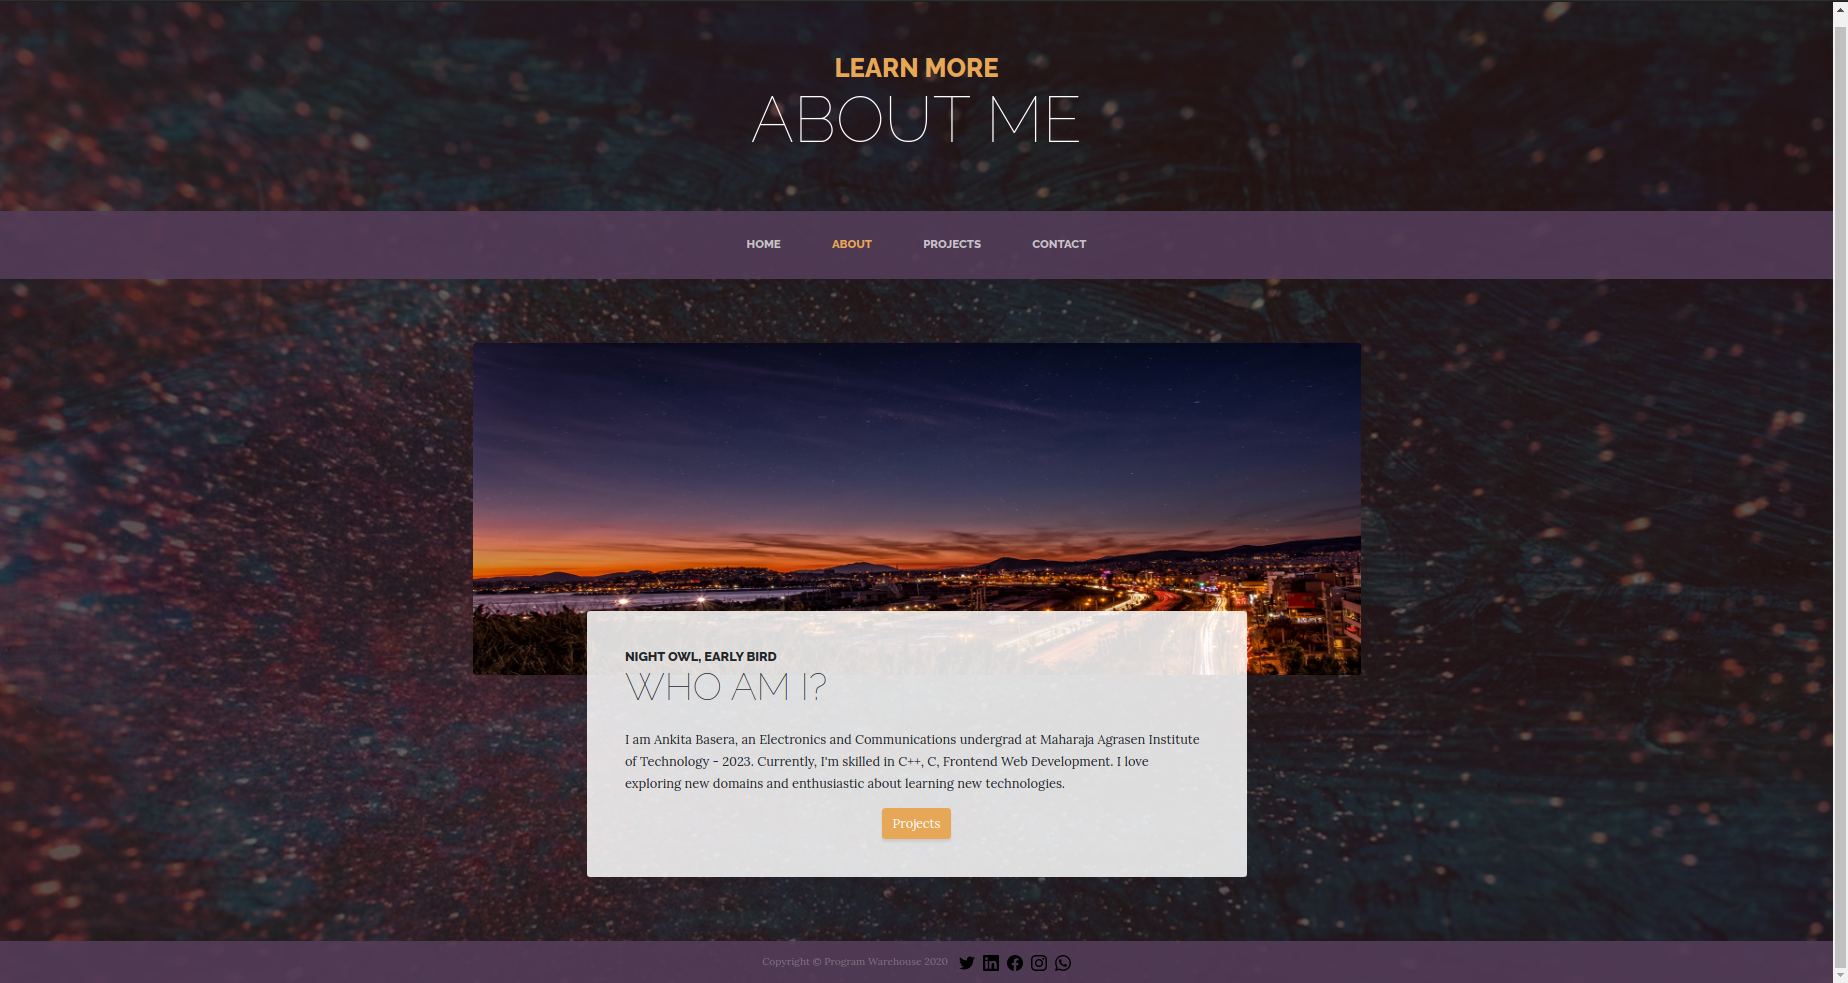 LEARN MORE
ABOUT ME
HOME ABOUT PROJECTS CONTACT
NIGHT OWL, EARLY BIRD
WHO AM I?
I am Ankita Basera, an Electronics and Communications undergrad at Maharaja Agrasen Institute
of Technology - 2023. Currently, I'm skilled in C++, C, Frontend Web Development. I love
exploring new domains and enthusiastic about learning new technologies.
Projects
Copyright © Program Warehouse 2020